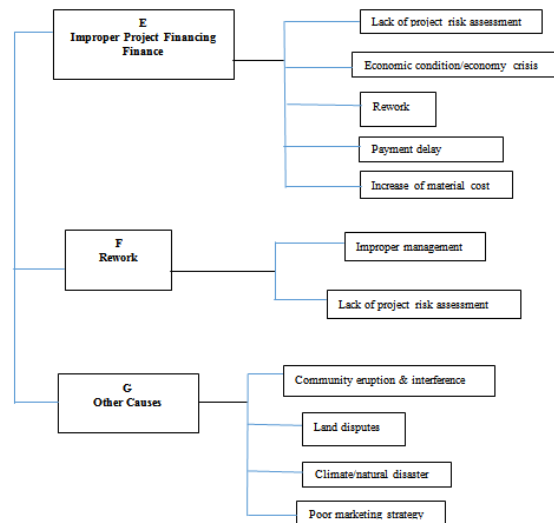 E
Improper Project Financing
Finance
Lack of project risk assessment
Economic condition/economy crisis
Rework
Payment delay
Increase of material cost
F
Rework
Improper management
Lack of project risk assessment
G
Other Causes
Community eruption & interference
Land disputes
Climate/natural disaster
Poor marketing strategy